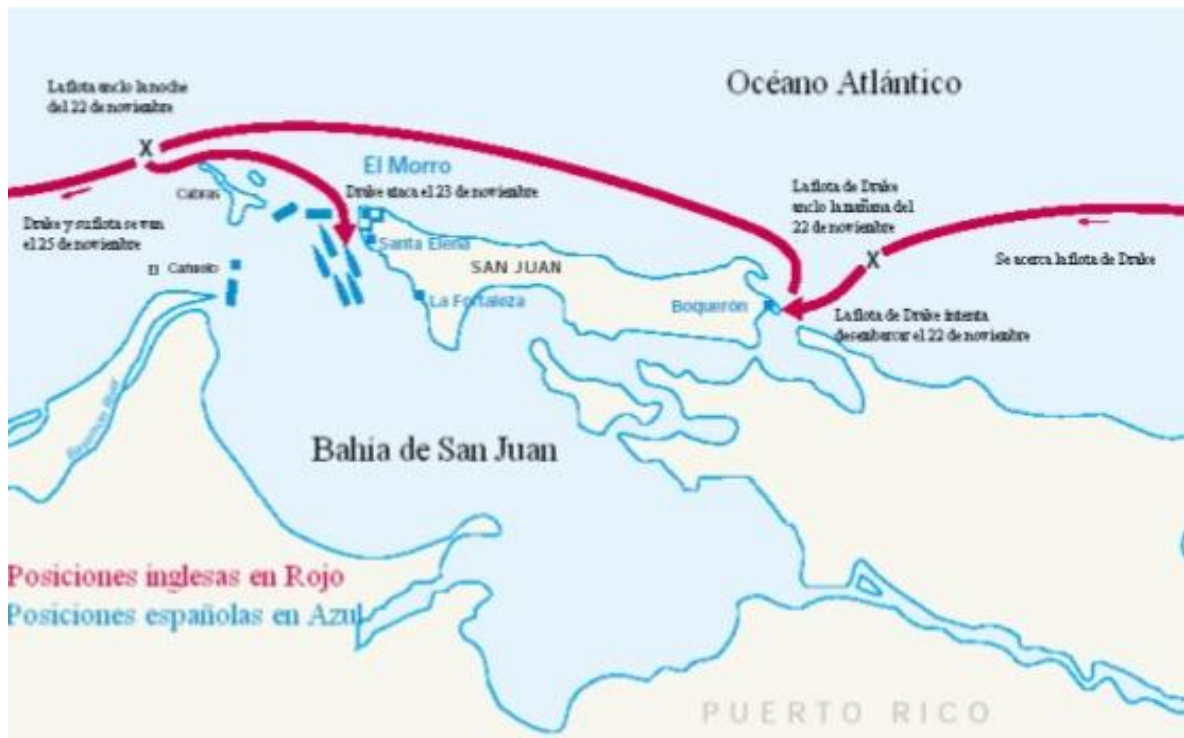 La flota anclo la noche
del 22 de noviembre
Océano Atlántico
El Morro
Drake ataca el 23 de noviembre
Cabras
La flota de Drake
anclo la mañana del
22 de noviembre
Drake y su flota se van
el 25 de noviembre
Santa Elena
SAN JUAN
Se acerca la flota de Drake
El Cañuelo
La Fortaleza
Boquerón
La flota de Drake intenta
desembarcar el 22 de noviembre
Bahía de San Juan
Posiciones inglesas en Rojo
Posiciones españolas en Azul
PUERTO RICO